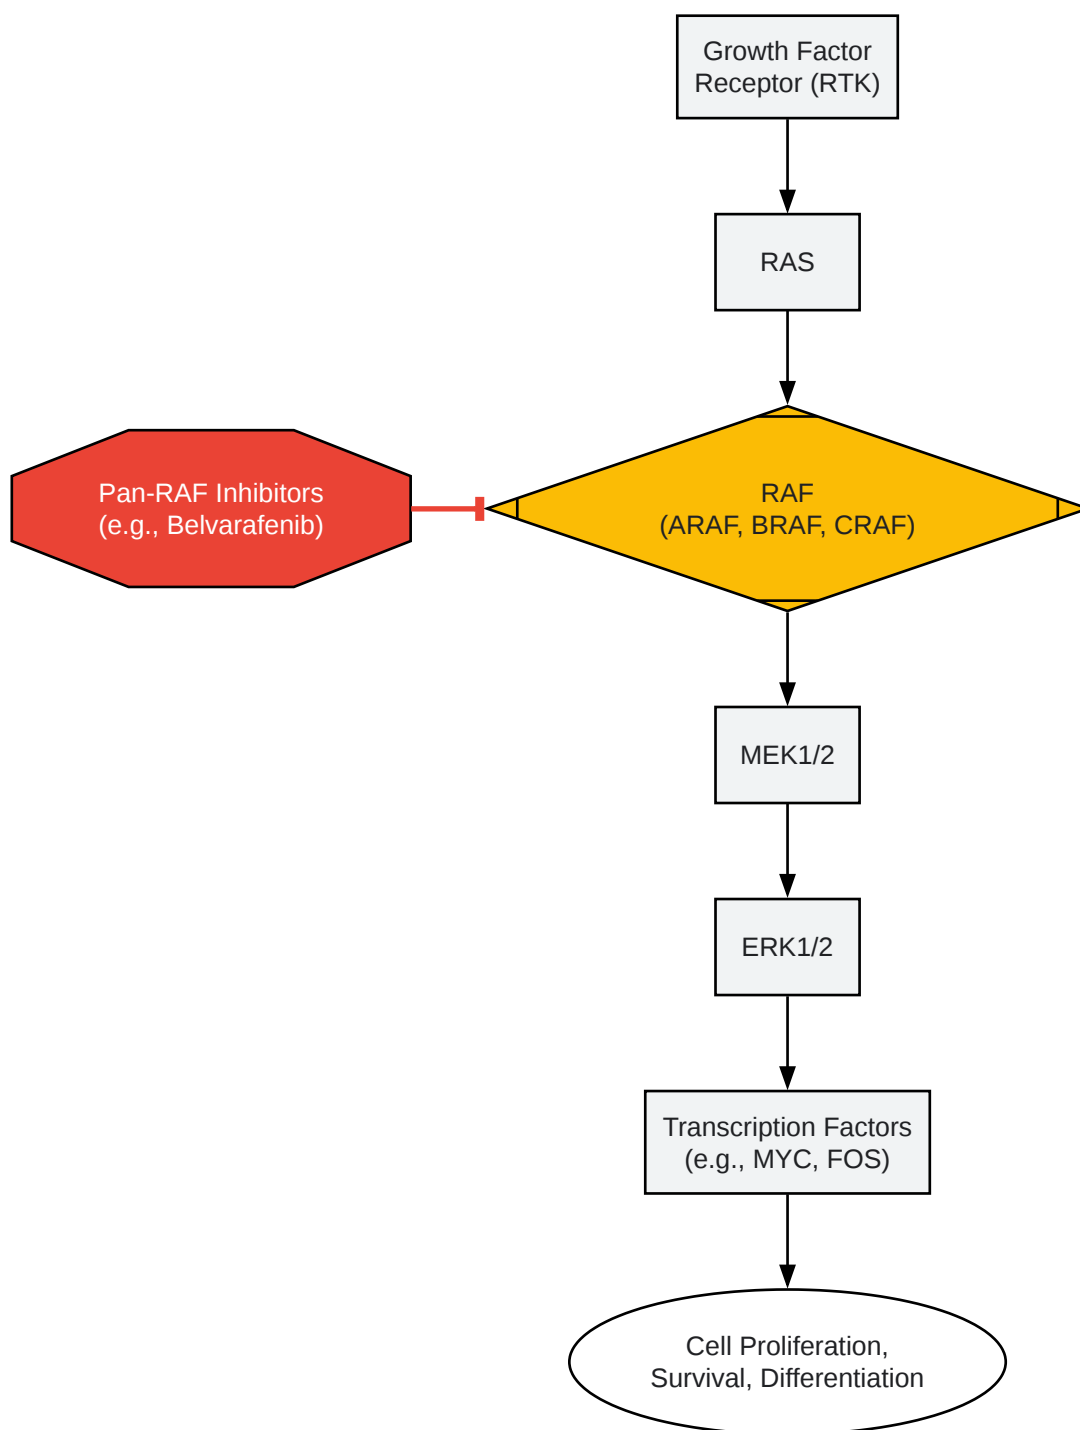 Growth Factor
Receptor (RTK)
RAS
Pan-RAF Inhibitors
(e.g., Belvarafenib)
RAF
(ARAF, BRAF, CRAF)
MEK1/2
ERK1/2
Transcription Factors
(e.g., MYC, FOS)
Cell Proliferation,
Survival, Differentiation